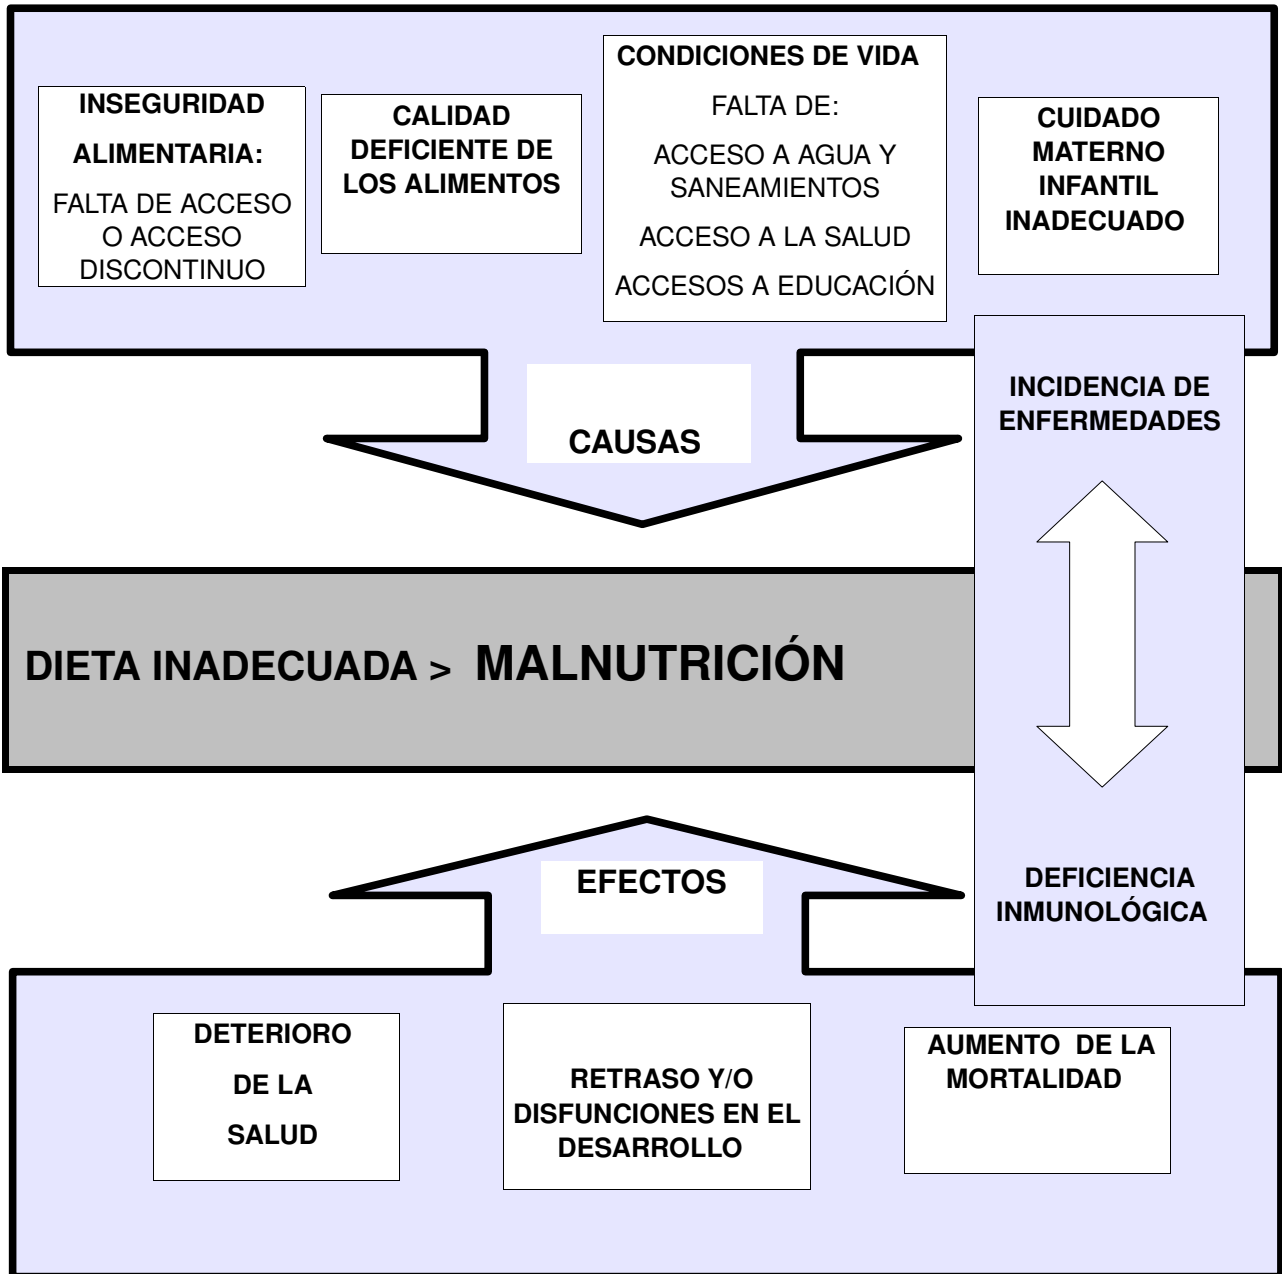 INSEGURIDAD
ALIMENTARIA:
FALTA DE ACCESO
O ACCESO
DISCONTINUO
CALIDAD
DEFICIENTE DE
LOS ALIMENTOS
CONDICIONES DE VIDA
FALTA DE:
ACCESO A AGUA Y
SANEAMIENTOS
ACCESO A LA SALUD
ACCESOS A EDUCACIÓN
CUIDADO
MATERNO
INFANTIL
INADECUADO
CAUSAS
INCIDENCIA DE
ENFERMEDADES
DIETA INADECUADA > MALNUTRICIÓN
DEFICIENCIA
INMUNOLÓGICA
EFECTOS
DETERIORO
DE LA
SALUD
RETRASO Y/O
DISFUNCIONES EN EL
DESARROLLO
AUMENTO DE LA
MORTALIDAD